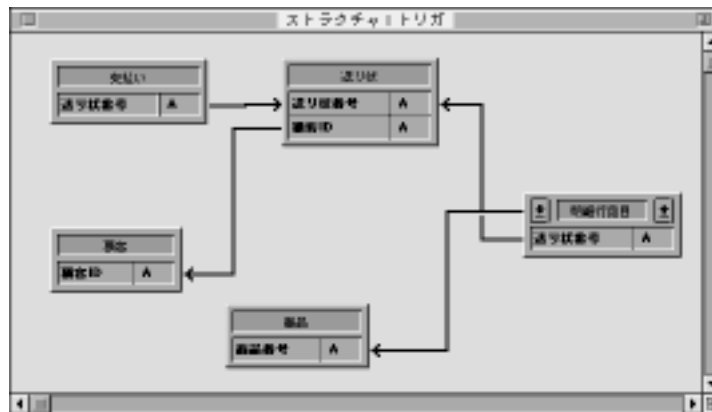 ストラクチャートリガ
支払い
送り状番号 A
送り状
送り状番号 A
顧客ID A
明細行項目
送り状番号 A
顧客
顧客ID A
商品
商品番号 A